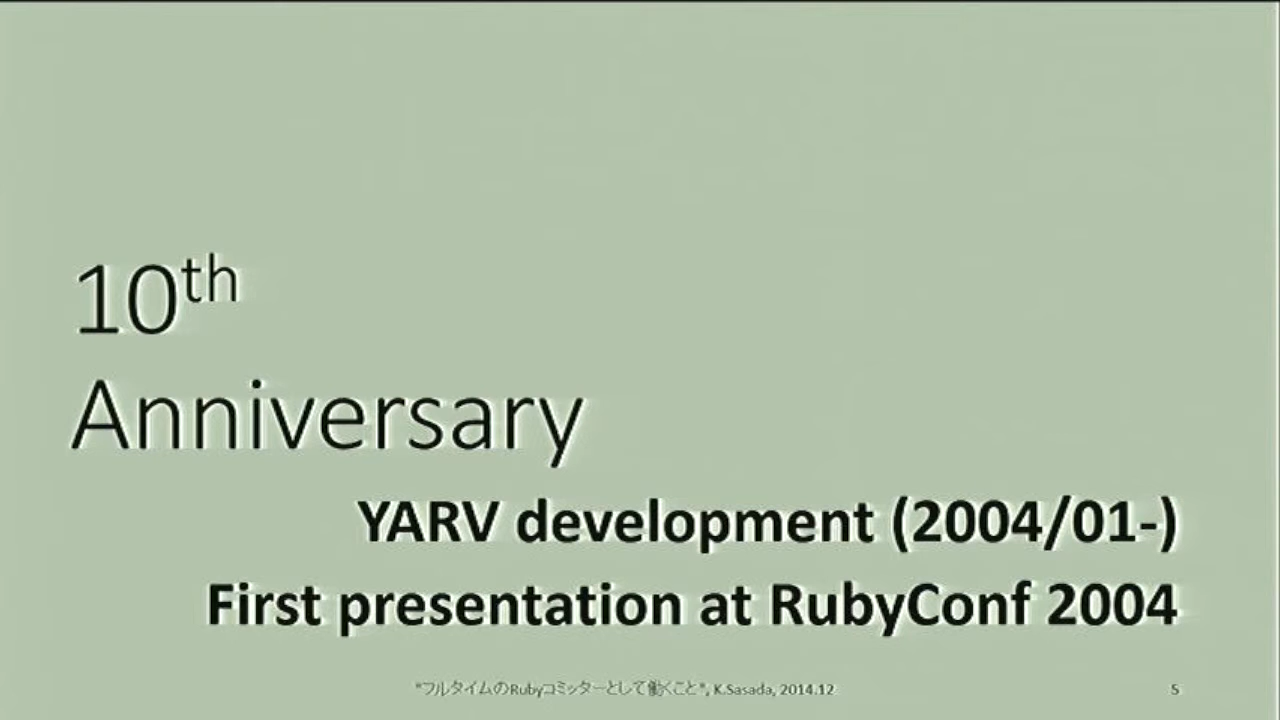 10th
Anniversary
YARV development (2004/01-)
First presentation at RubyConf 2004
"フルタイムのRubyコミッターとして働くこと", K.Sasada, 2014.12
5